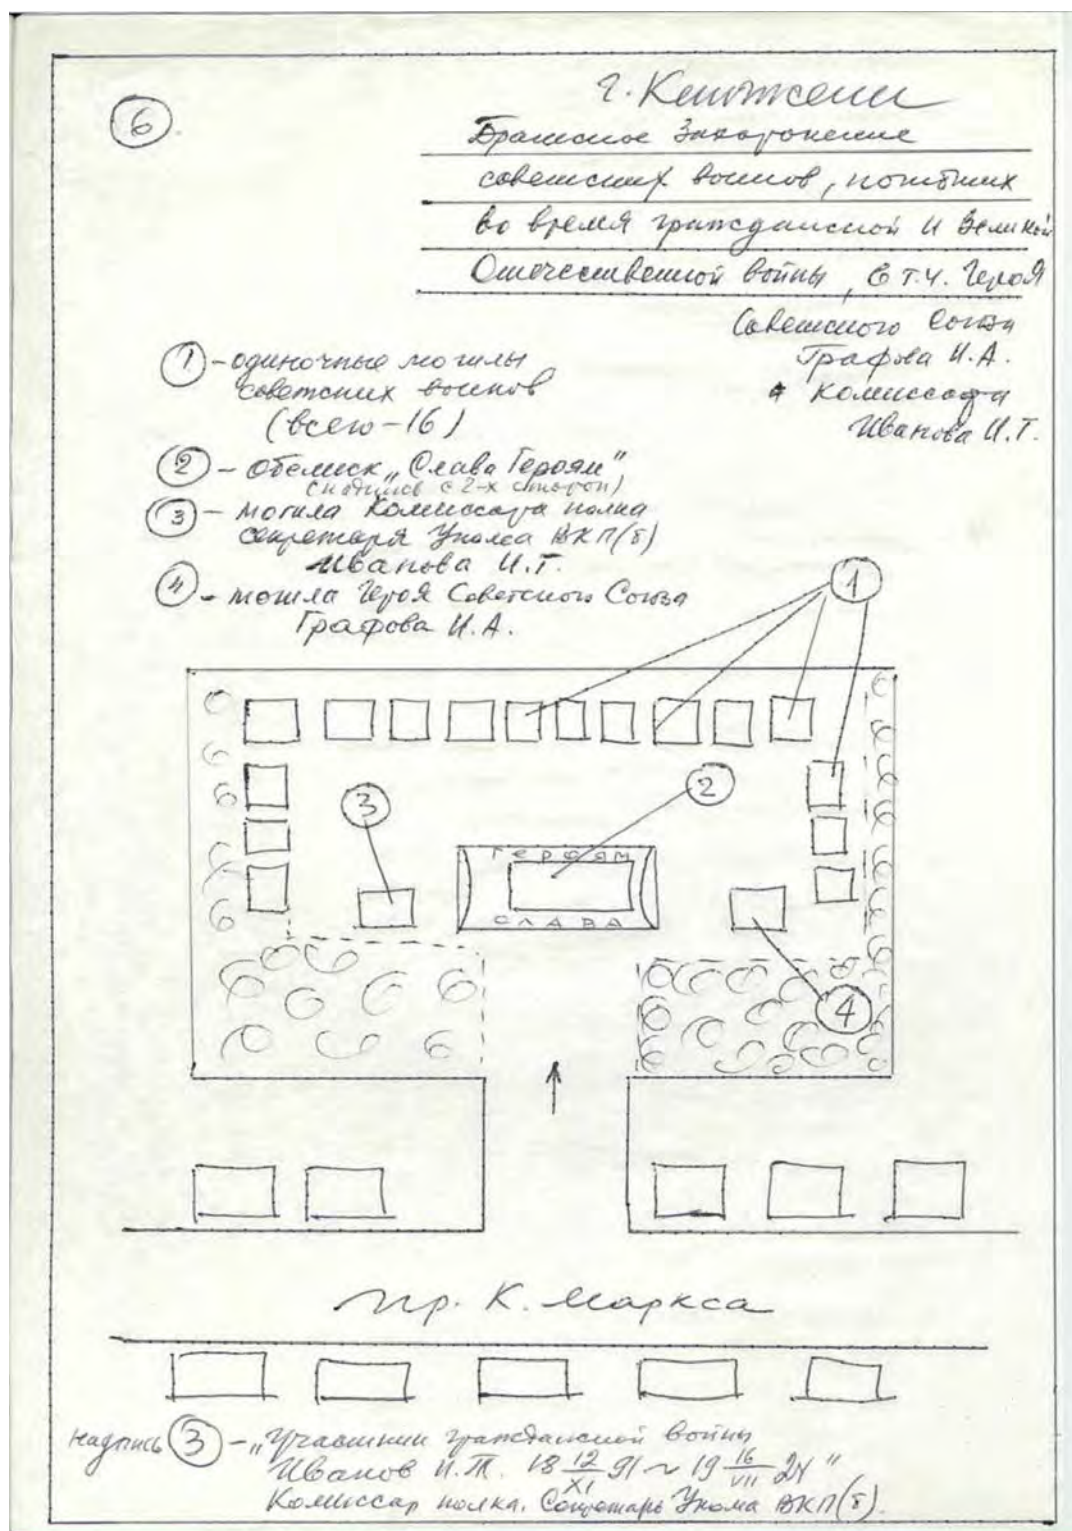 6
г. Кингисепп
Братское Захоронение
советских воинов, погибших
во время гражданской и Великой
Отечественной войны, в т.ч. Героя
Советского Союза
Графова И.А.
и комиссара
Иванова И.Т.
1 – одиночные могилы
советских воинов
(всего – 16)
2 – обелиск „Слава Героям"
(надпись с 2-х сторон)
3 – могила Комиссара полка
секретаря Укома ВКП(б)
Иванова И.Т.
4 – могила Героя Советского Союза
Графова И.А.
1
2
3
ГЕРОЯМ
СЛАВА
4
пр. К. Маркса
надпись 3 – „Участник гражданской войны
Иванов И.Т. 18 12/XI 91 ~ 19 16/VII 24"
Комиссар полка. Секретарь Укома ВКП(б).